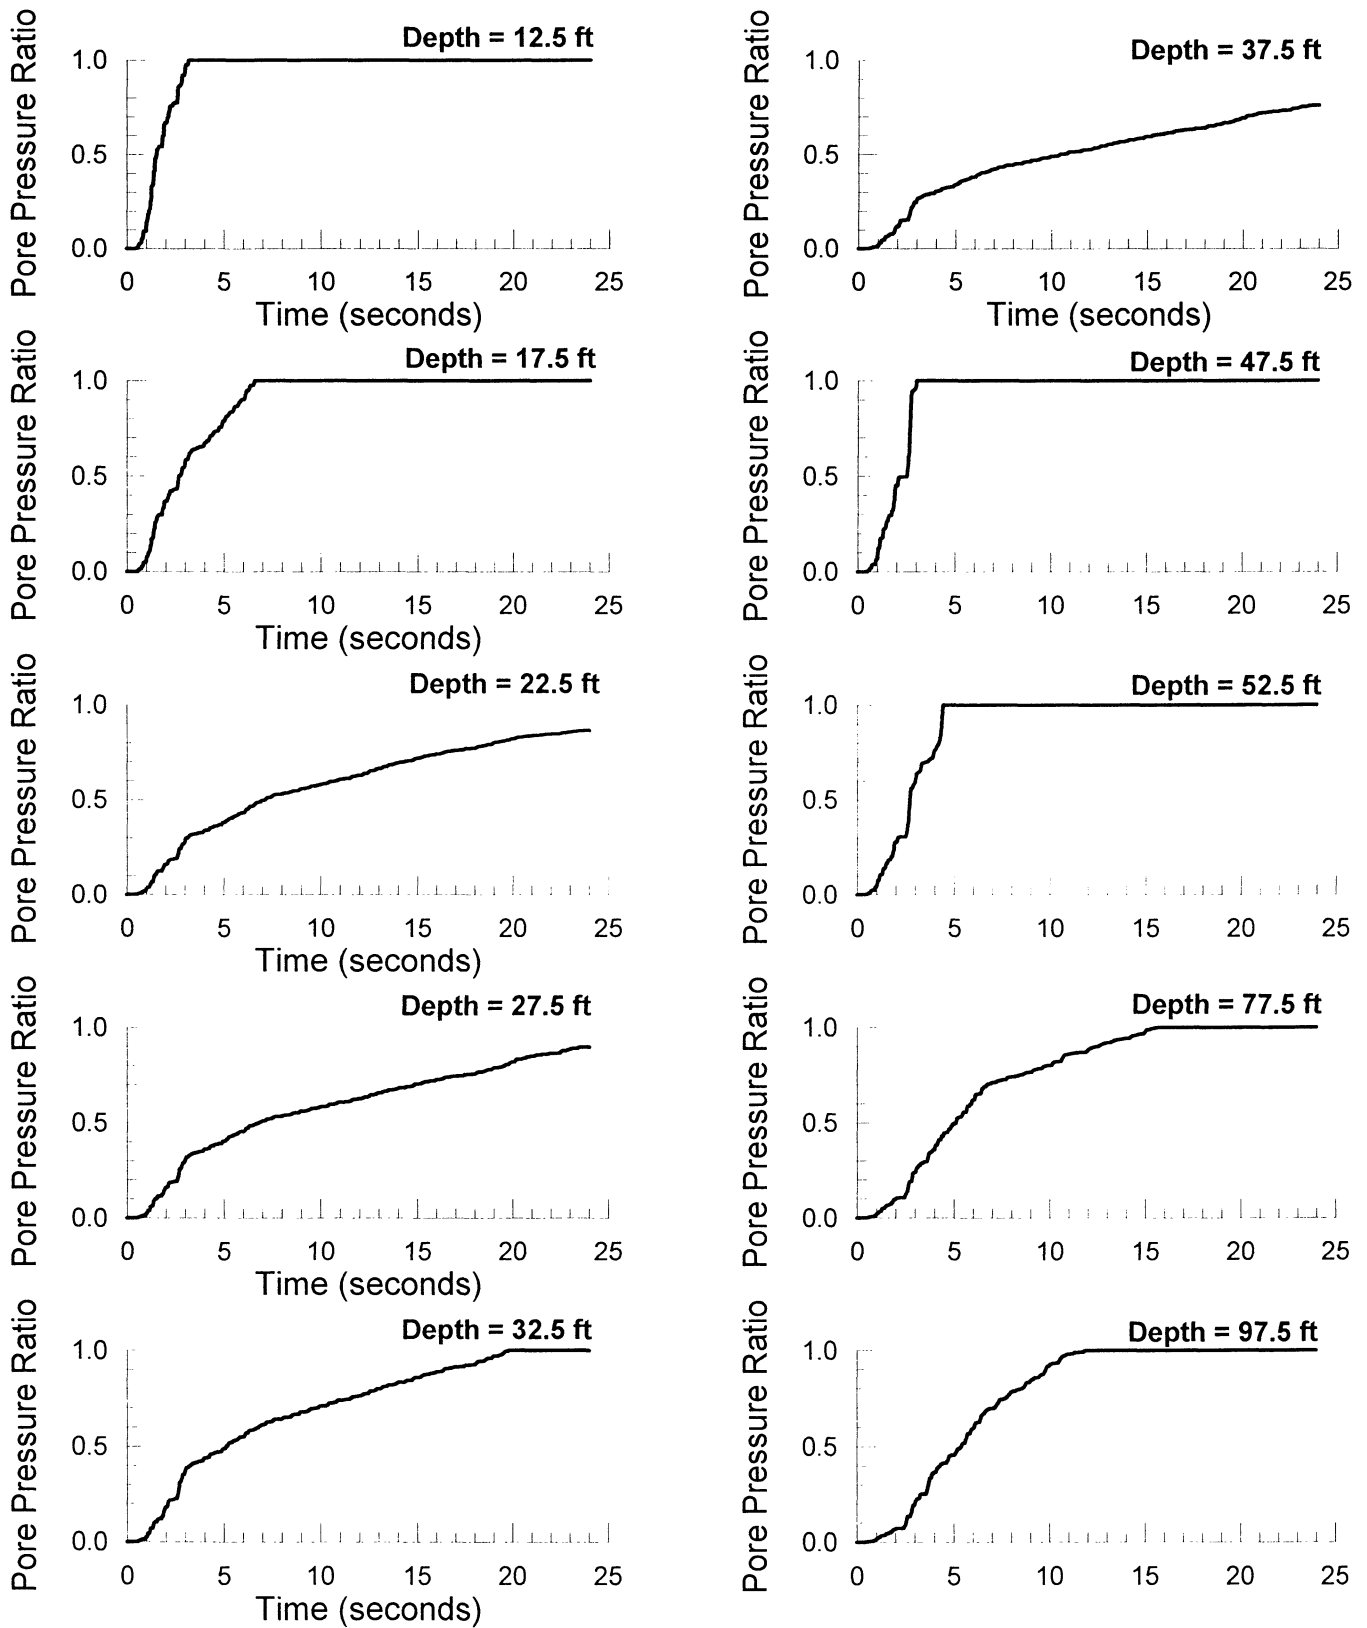 Depth = 12.5 ft
Pore Pressure Ratio
1.0
0.5
0.0
0 5 10 15 20 25
Time (seconds)
Depth = 17.5 ft
Pore Pressure Ratio
1.0
0.5
0.0
0 5 10 15 20 25
Time (seconds)
Depth = 22.5 ft
Pore Pressure Ratio
1.0
0.5
0.0
0 5 10 15 20 25
Time (seconds)
Depth = 27.5 ft
Pore Pressure Ratio
1.0
0.5
0.0
0 5 10 15 20 25
Time (seconds)
Depth = 32.5 ft
Pore Pressure Ratio
1.0
0.5
0.0
0 5 10 15 20 25
Time (seconds)
Depth = 37.5 ft
Pore Pressure Ratio
1.0
0.5
0.0
0 5 10 15 20 25
Time (seconds)
Depth = 47.5 ft
Pore Pressure Ratio
1.0
0.5
0.0
0 5 10 15 20 25
Depth = 52.5 ft
Pore Pressure Ratio
1.0
0.5
0.0
0 5 10 15 20 25
Depth = 77.5 ft
Pore Pressure Ratio
1.0
0.5
0.0
0 5 10 15 20 25
Depth = 97.5 ft
Pore Pressure Ratio
1.0
0.5
0.0
0 5 10 15 20 25